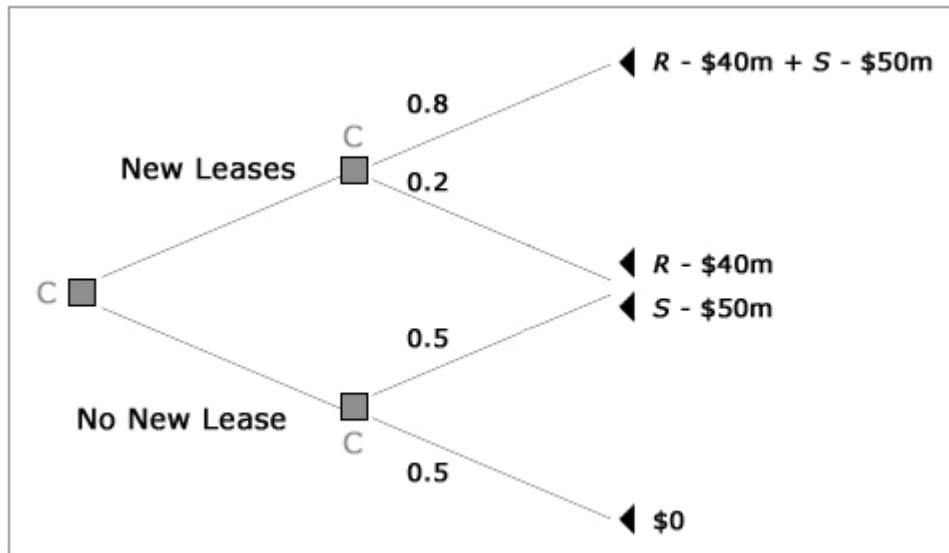 R - $40m + S - $50m
0.8
C
New Leases
0.2
R - $40m
C
S - $50m
0.5
No New Lease
C
0.5
$0